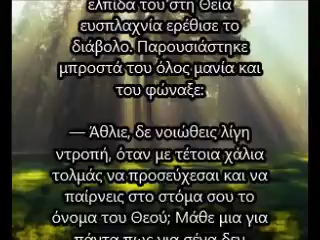 ελπίδα του στη Θεία
ευσπλαχνία ερέθισε το
διάβολο. Παρουσιάστηκε
μπροστά του όλος μανία και
του φώναξε:
— Άθλιε, δε νοιώθεις λίγη
ντροπή, όταν με τέτοια χάλια
τολμάς να προσεύχεσαι και να
παίρνεις στο στόμα σου το
όνομα του Θεού; Μάθε μια για
πάντα πως για σένα δεν